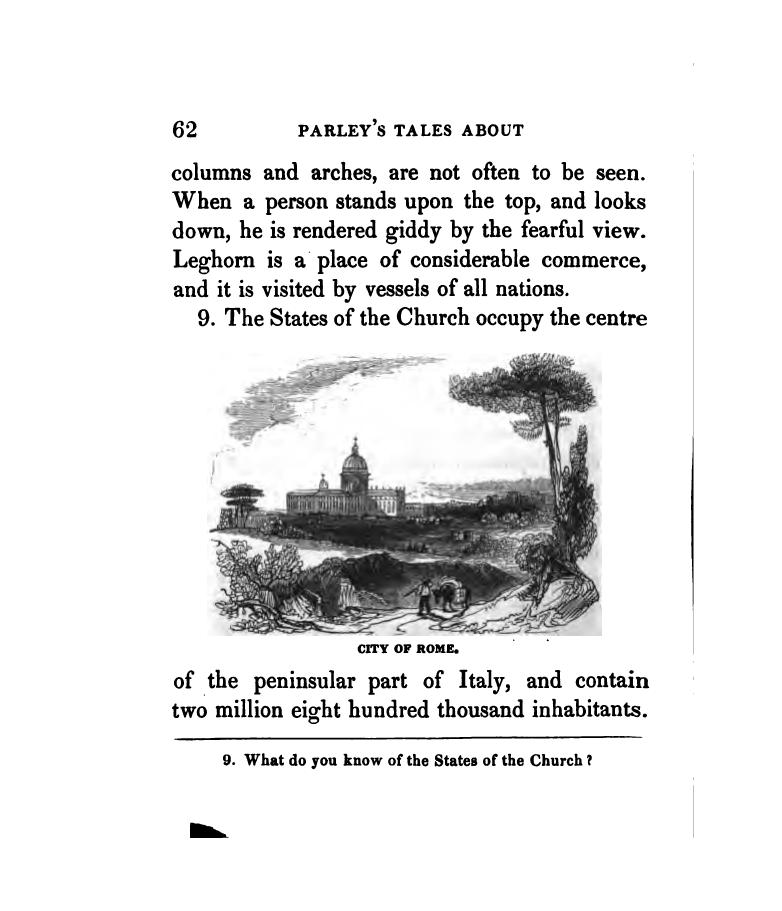 62 PARLEY'S TALES ABOUT
columns and arches, are not often to be seen.
When a person stands upon the top, and looks
down, he is rendered giddy by the fearful view.
Leghorn is a place of considerable commerce,
and it is visited by vessels of all nations.
9. The States of the Church occupy the centre
CITY OF ROME.
of the peninsular part of Italy, and contain
two million eight hundred thousand inhabitants.
9. What do you know of the States of the Church?